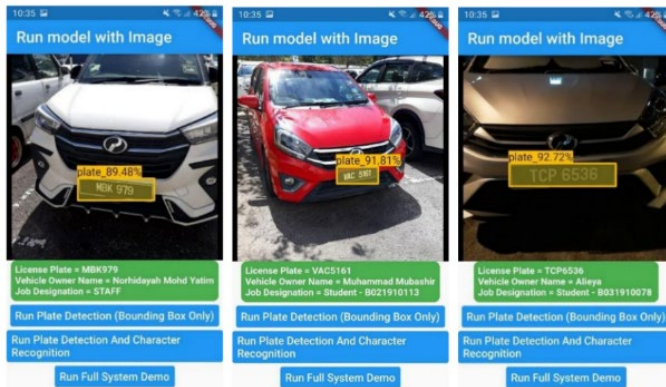 10:35
42%
Run model with Image
plate_89.48%
MBK 979
License Plate = MBK979
Vehicle Owner Name = Norhidayah Mohd Yatim
Job Designation = STAFF
Run Plate Detection (Bounding Box Only)
Run Plate Detection And Character
Recognition
Run Full System Demo
10:35
42%
Run model with Image
plate_91.81%
VAC 5161
License Plate = VAC5161
Vehicle Owner Name = Muhammad Mubashir
Job Designation = Student - B021910113
Run Plate Detection (Bounding Box Only)
Run Plate Detection And Character
Recognition
Run Full System Demo
10:35
42%
Run model with Image
plate_92.72%
TCP 6536
License Plate = TCP6536
Vehicle Owner Name = Alieya
Job Designation = Student - B031910078
Run Plate Detection (Bounding Box Only)
Run Plate Detection And Character
Recognition
Run Full System Demo